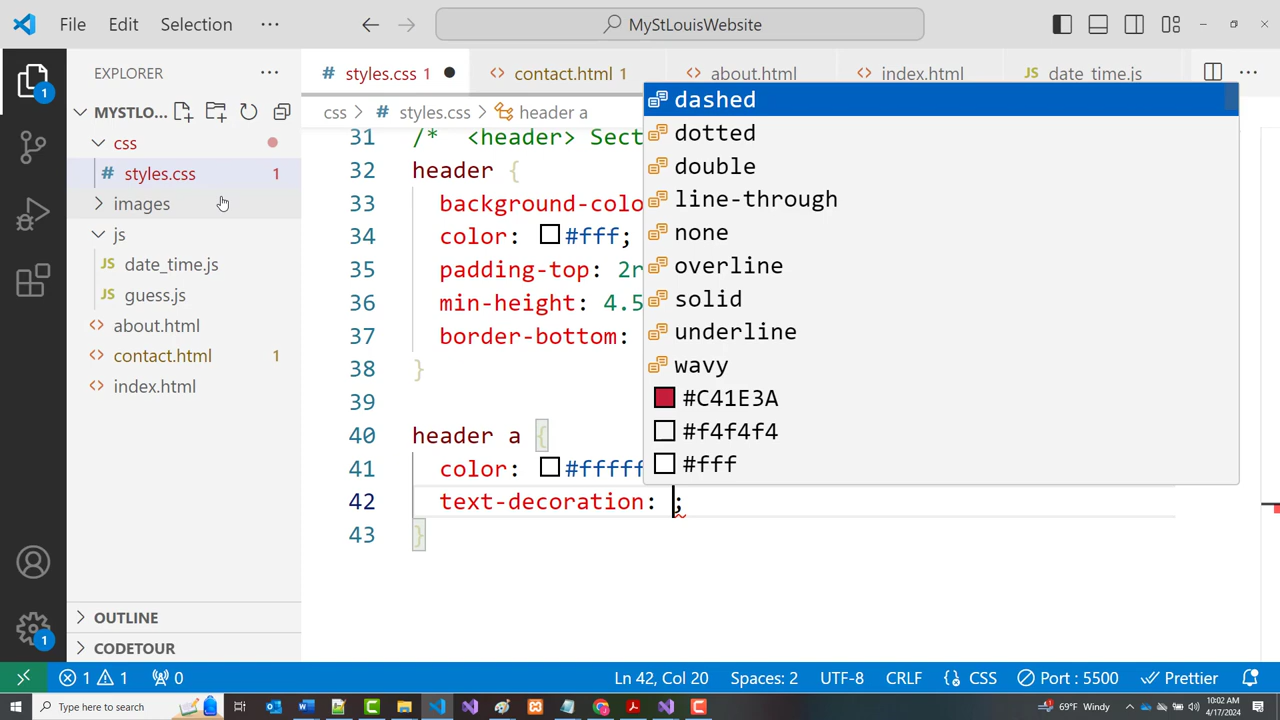 File Edit Selection ··· MyStLouisWebsite
EXPLORER ···
MYSTLO...
css
# styles.css 1
images
js
JS date_time.js
JS guess.js
<> about.html
<> contact.html 1
<> index.html
OUTLINE
CODETOUR
1
1
# styles.css 1 <> contact.html 1 <> about.html <> index.html JS date_time.js ···
css > # styles.css > header a
31 /* <header> Sect
32 header {
33 background-colo
34 color: #fff;
35 padding-top: 2r
36 min-height: 4.5
37 border-bottom:
38 }
39
40 header a {
41 color: #fffff
42 text-decoration: ;
43 }
dashed
dotted
double
line-through
none
overline
solid
underline
wavy
#C41E3A
#f4f4f4
#fff
1 1 0 Ln 42, Col 20 Spaces: 2 UTF-8 CRLF {} CSS Port : 5500 Prettier
Type here to search 69°F Windy 10:02 AM
4/17/2024